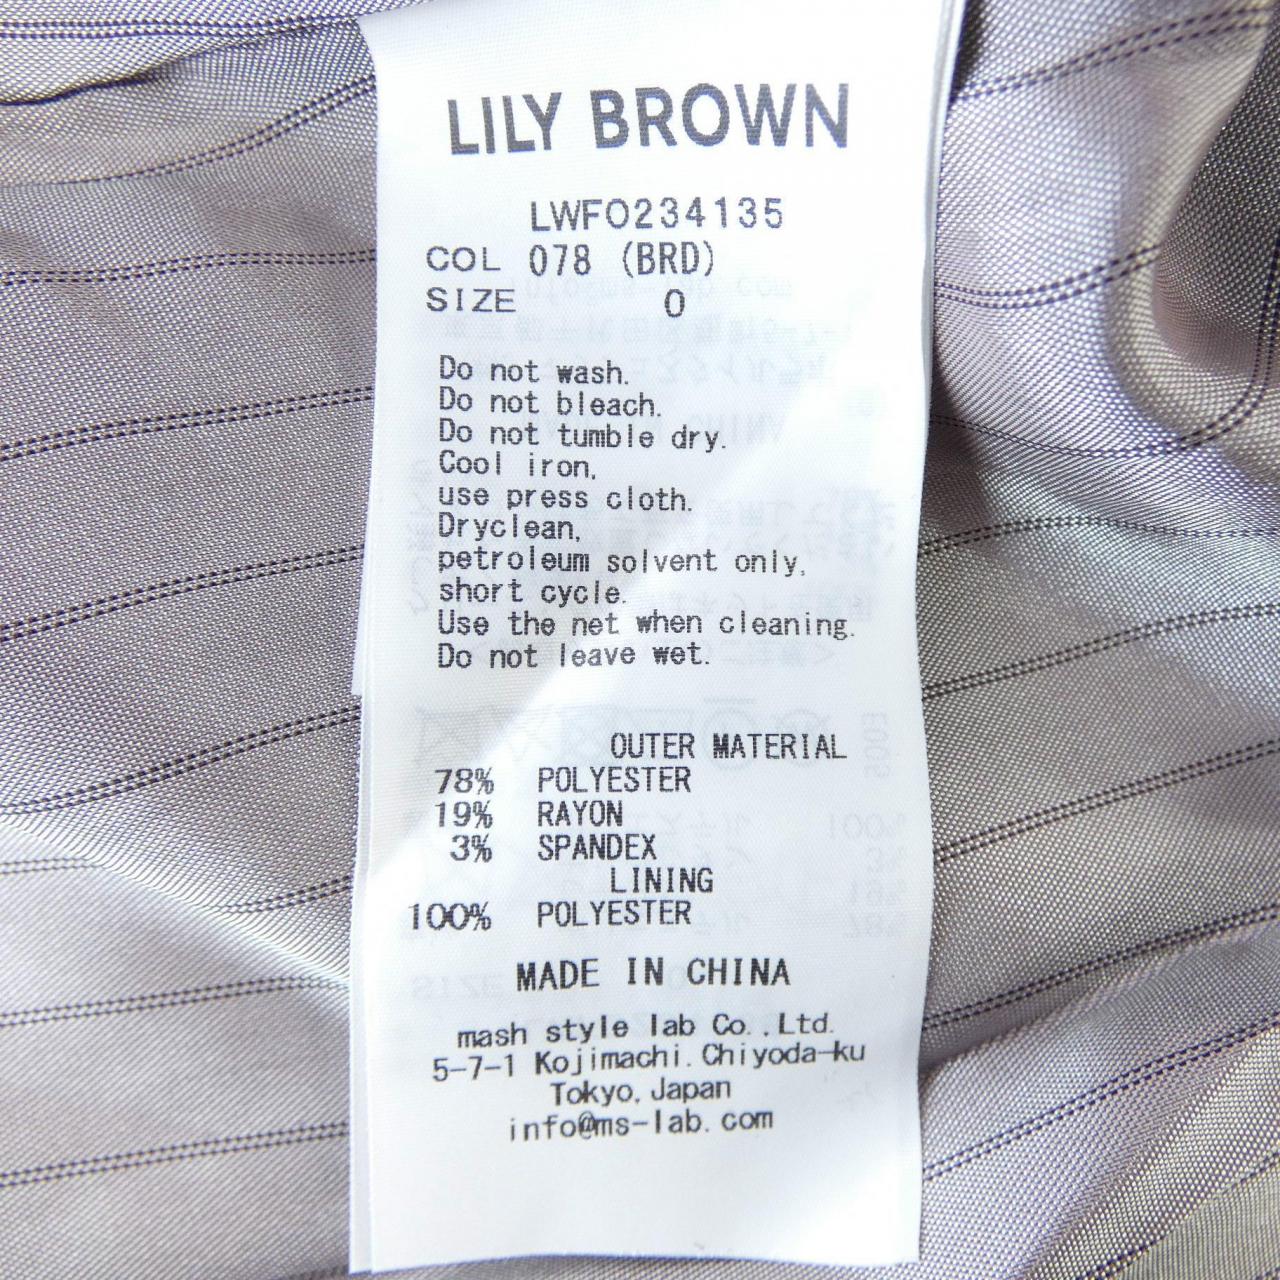 LILY BROWN
LWFO234135
COL 078 (BRD)
SIZE 0
Do not wash.
Do not bleach.
Do not tumble dry.
Cool iron,
use press cloth.
Dryclean,
petroleum solvent only,
short cycle.
Use the net when cleaning.
Do not leave wet.
OUTER MATERIAL
78% POLYESTER
19% RAYON
3% SPANDEX
LINING
100% POLYESTER
MADE IN CHINA
mash style lab Co.,Ltd.
5-7-1 Kojimachi.Chiyoda-ku
Tokyo,Japan
info@ms-lab.com